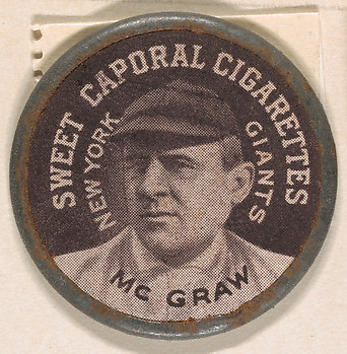 SWEET CAPORAL CIGARETTES
NEW YORK
GIANTS
Mc GRAW